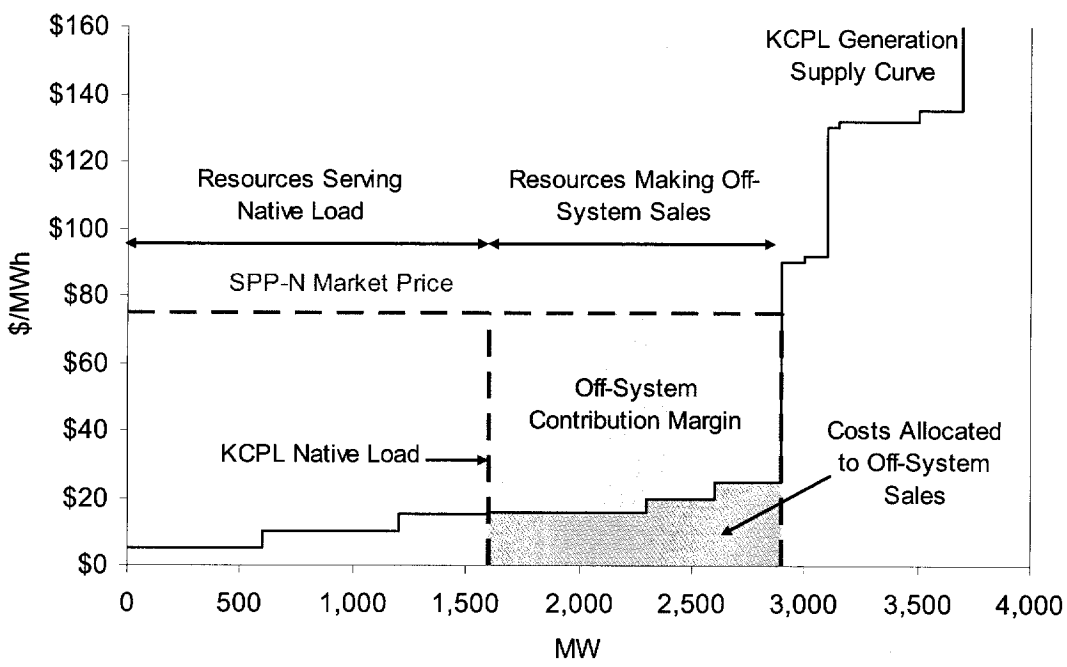 $160
$140
$120
$100
$80
$60
$40
$20
$0
$/MWh
KCPL Generation
Supply Curve
Resources Serving
Native Load
Resources Making Off-
System Sales
SPP-N Market Price
Off-System
Contribution Margin
KCPL Native Load
Costs Allocated
to Off-System
Sales
0 500 1,000 1,500 2,000 2,500 3,000 3,500 4,000
MW